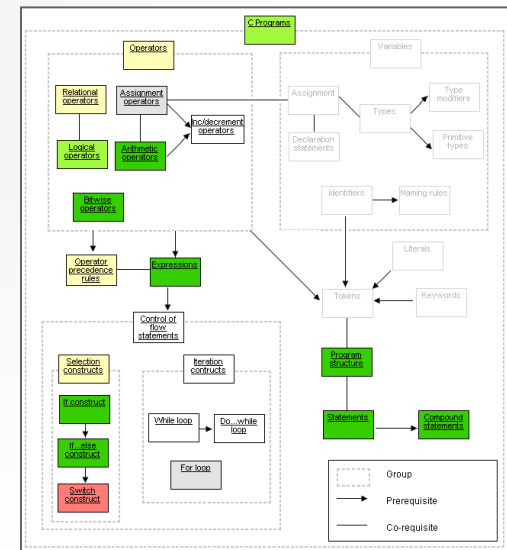 C Programs
Operators
Variables
Relational
operators
Assignment
operators
Inc/decrement
operators
Logical
operators
Arithmetic
operators
Assignment
Declaration
statements
Types
Type
modifiers
Primitive
types
Bitwise
operators
Identifiers
Naming rules
Operator
precedence
rules
Expressions
Literals
Tokens
Keywords
Control of
flow
statements
Selection
constructs
Iteration
contructs
Program
structure
If construct
While loop
Do...while
loop
Statements
Compound
statements
If...else
construct
For loop
Switch
construct
Group
Prerequisite
Co-requisite